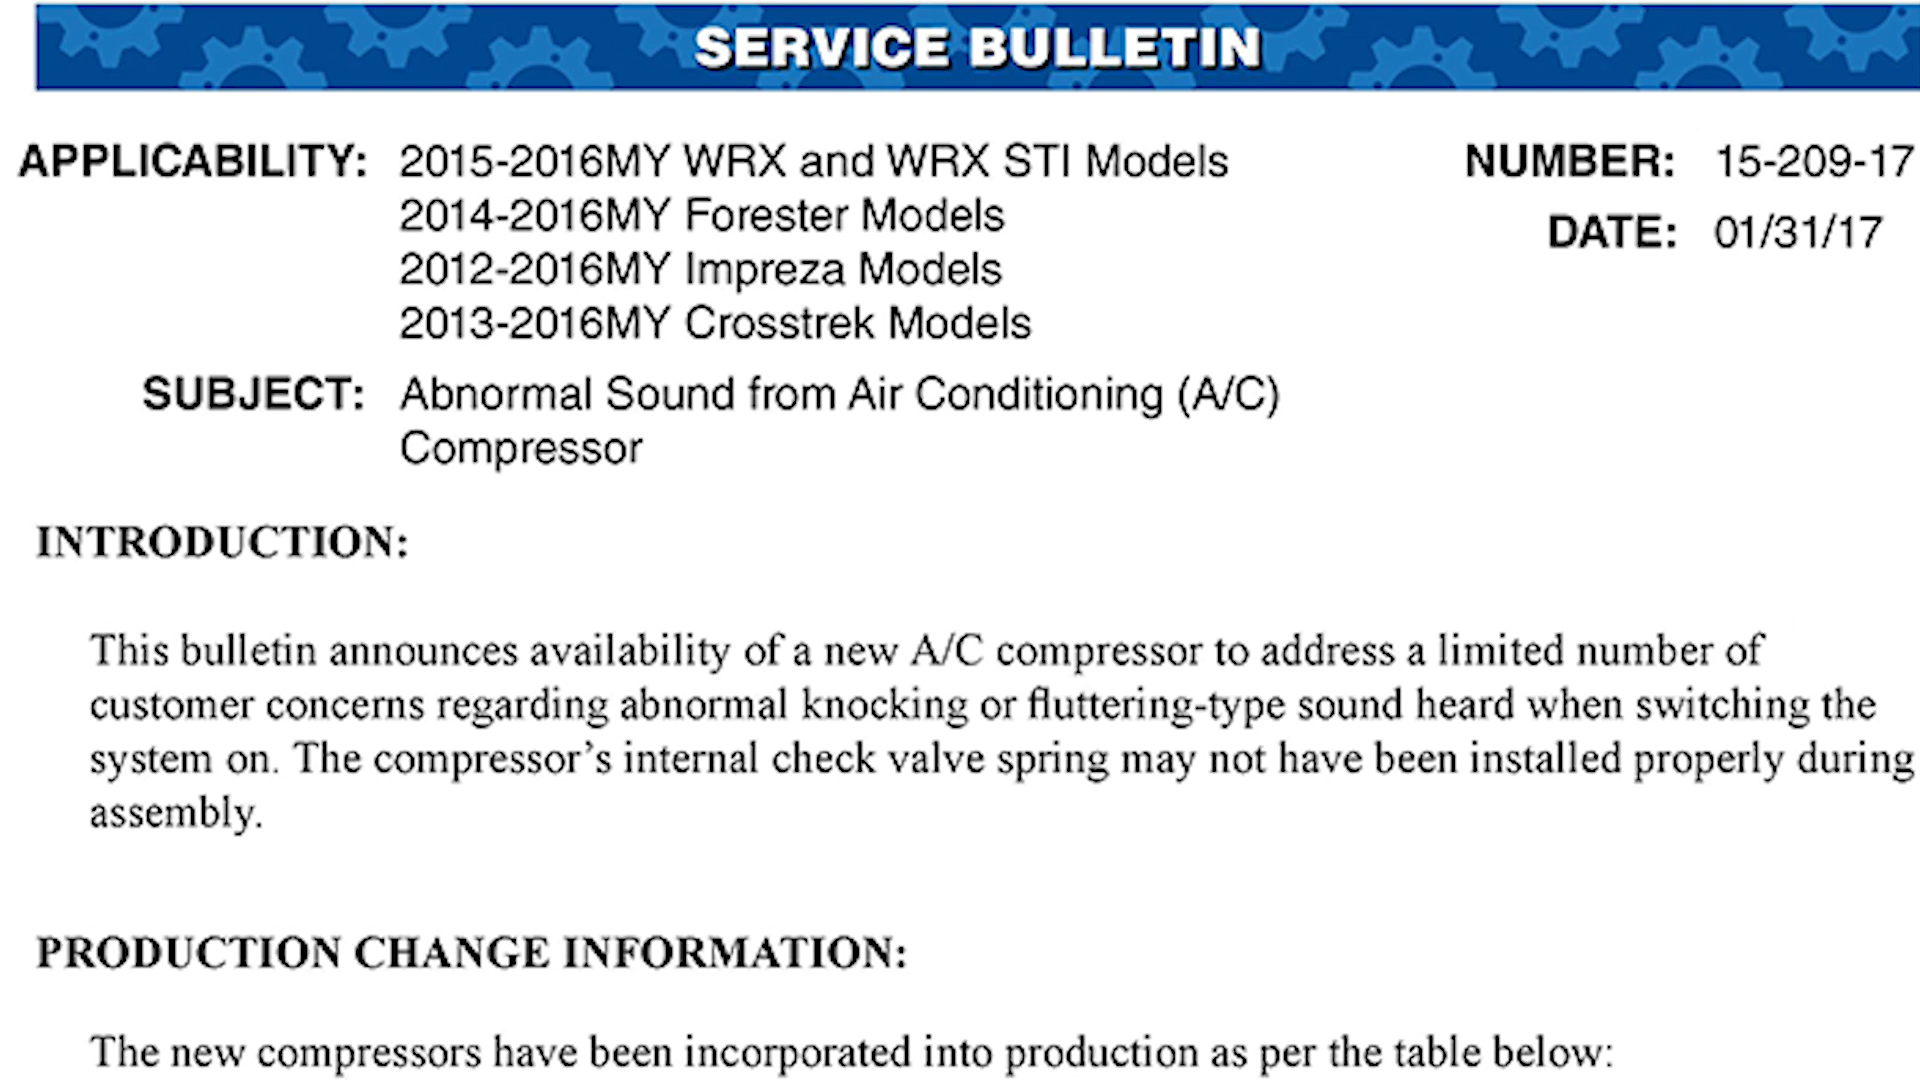 SERVICE BULLETIN
APPLICABILITY: 2015-2016MY WRX and WRX STI Models
2014-2016MY Forester Models
2012-2016MY Impreza Models
2013-2016MY Crosstrek Models
NUMBER: 15-209-17
DATE: 01/31/17
SUBJECT: Abnormal Sound from Air Conditioning (A/C)
Compressor
INTRODUCTION:
This bulletin announces availability of a new A/C compressor to address a limited number of
customer concerns regarding abnormal knocking or fluttering-type sound heard when switching the
system on. The compressor’s internal check valve spring may not have been installed properly during
assembly.
PRODUCTION CHANGE INFORMATION:
The new compressors have been incorporated into production as per the table below: